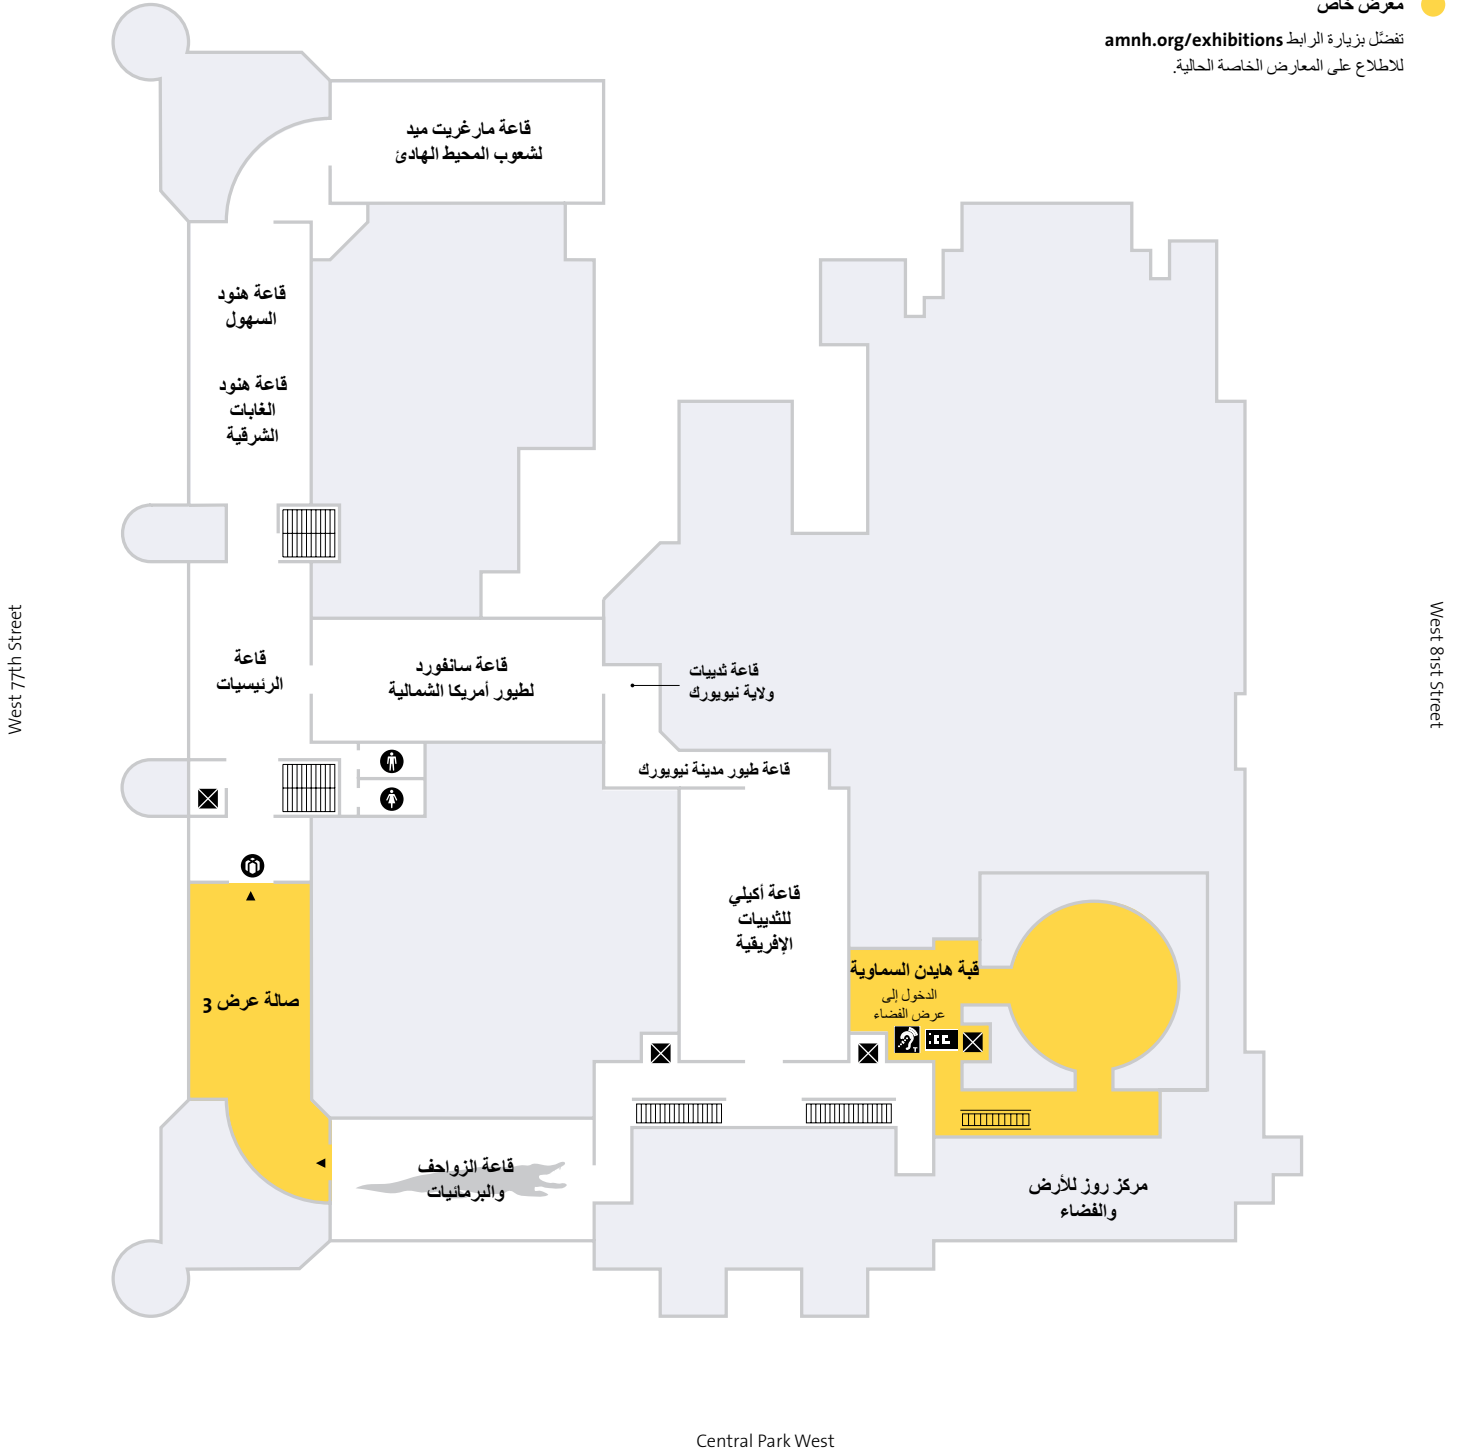 معرض خاص
تفضَّل بزيارة الرابط amnh.org/exhibitions
للاطلاع على المعارض الخاصة الحالية.
قاعة مارغريت ميد
لشعوب المحيط الهادئ
قاعة هنود
السهول
قاعة هنود
الغابات
الشرقية
West 77th Street
West 81st Street
قاعة
الرئيسيات
قاعة سانفورد
لطيور أمريكا الشمالية
قاعة ثدييات
ولاية نيويورك
قاعة طيور مدينة نيويورك
قاعة أكيلي
للثدييات
الإفريقية
قبة هايدن السماوية
الدخول إلى
عرض الفضاء
T
CC
صالة عرض 3
قاعة الزواحف
والبرمائيات
مركز روز للأرض
والفضاء
Central Park West